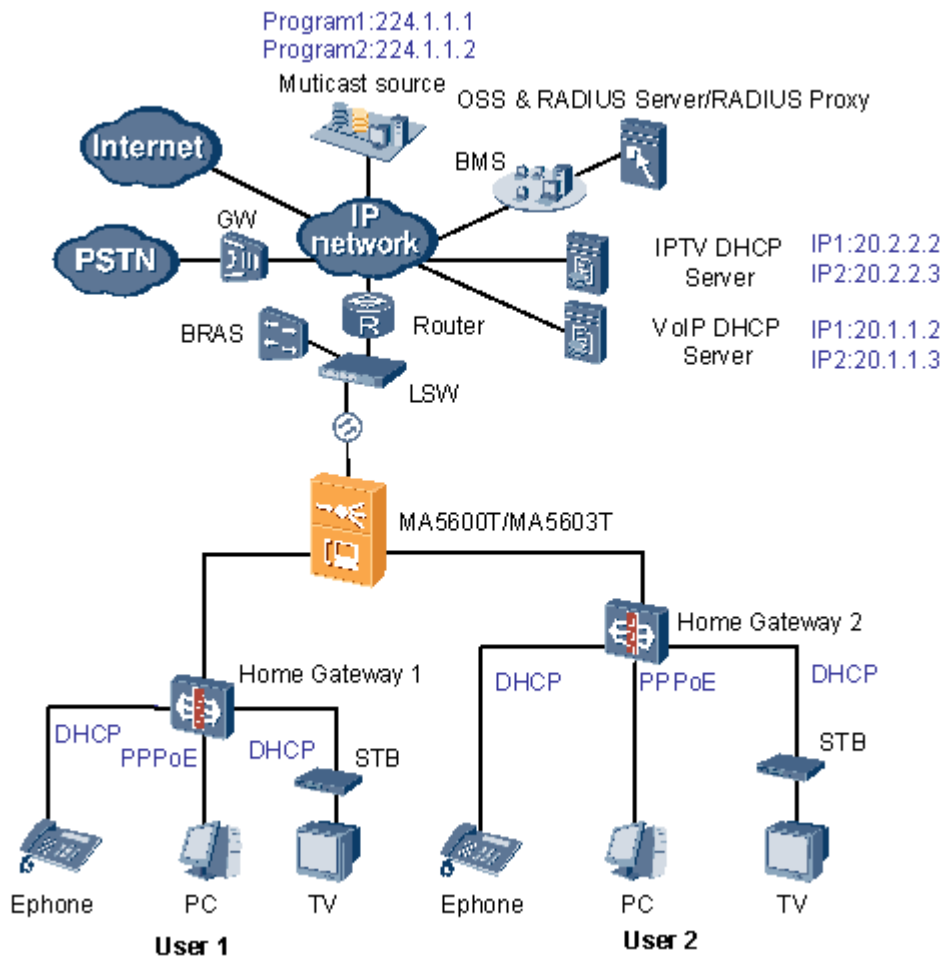 Program1:224.1.1.1
Program2:224.1.1.2
Muticast source
OSS & RADIUS Server/RADIUS Proxy
Internet
BMS
GW
IP
network
PSTN
IPTV DHCP
Server
IP1:20.2.2.2
IP2:20.2.2.3
BRAS
R
Router
VoIP DHCP
Server
IP1:20.1.1.2
IP2:20.1.1.3
LSW
MA5600T/MA5603T
Home Gateway 2
Home Gateway 1
DHCP
PPPoE
DHCP
DHCP
PPPoE
DHCP
STB
STB
Ephone
PC
TV
Ephone
PC
TV
User 1
User 2